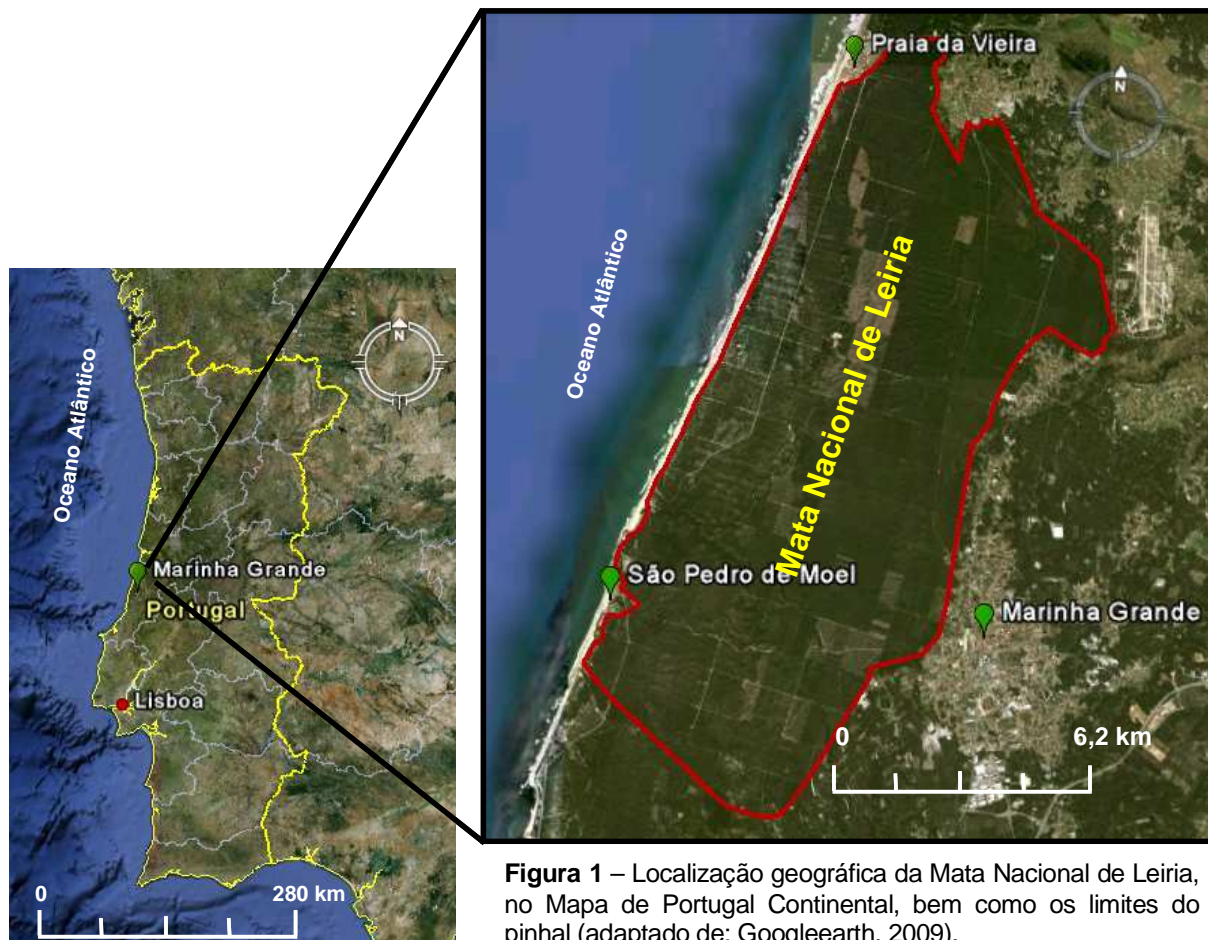 Praia da Vieira
N
Oceano Atlântico
Mata Nacional de Leiria
São Pedro de Moel
Marinha Grande
0 6,2 km
N
Oceano Atlântico
Marinha Grande
Portugal
Lisboa
0 280 km
Figura 1 – Localização geográfica da Mata Nacional de Leiria,
no Mapa de Portugal Continental, bem como os limites do
pinhal (adaptado de: Googleearth, 2009).